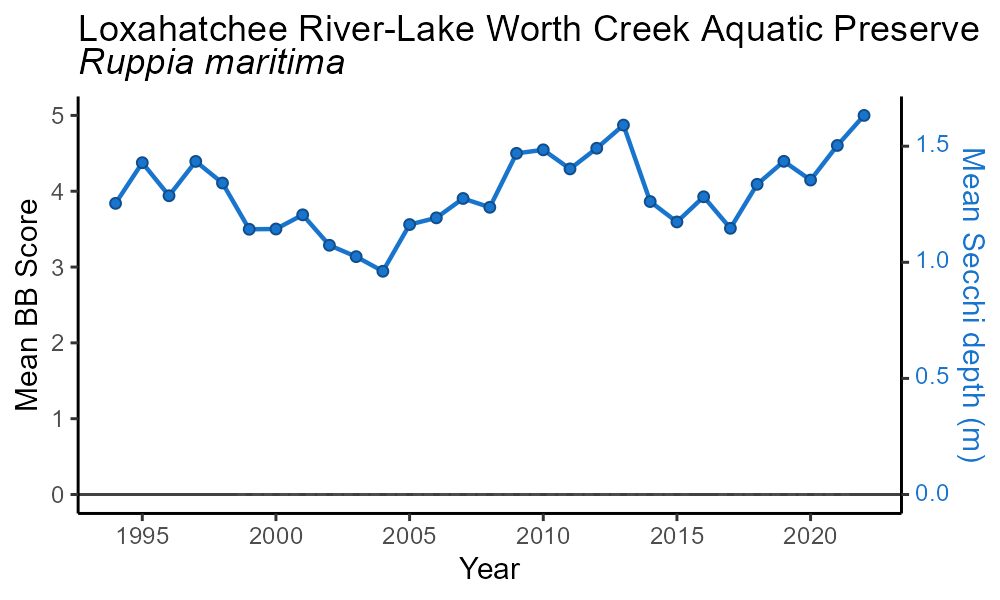 Loxahatchee River-Lake Worth Creek Aquatic Preserve
Ruppia maritima
Mean BB Score
5
4
3
2
1
0
1.5
1.0
0.5
0.0
Mean Secchi depth (m)
1995 2000 2005 2010 2015 2020
Year